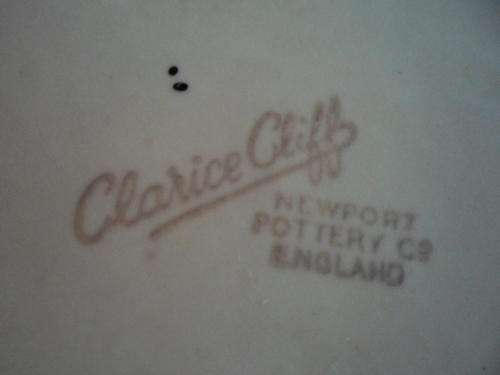 Clarice Cliff
NEWPORT
POTTERY Co
ENGLAND